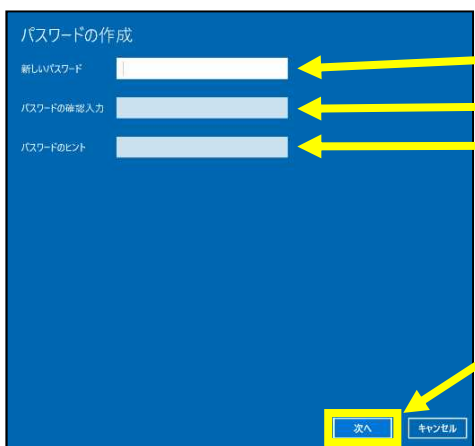 パスワードの作成
新しいパスワード
パスワードの確認入力
パスワードのヒント
次へ キャンセル